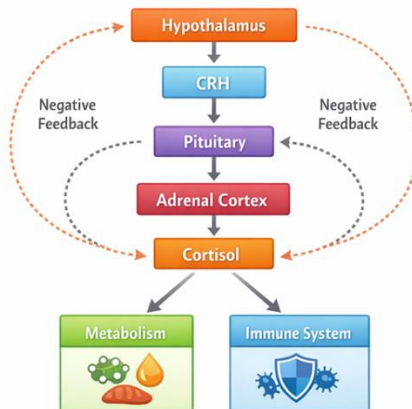 Hypothalamus
CRH
Negative
Feedback
Negative
Feedback
Pituitary
Adrenal Cortex
Cortisol
Metabolism
Immune System